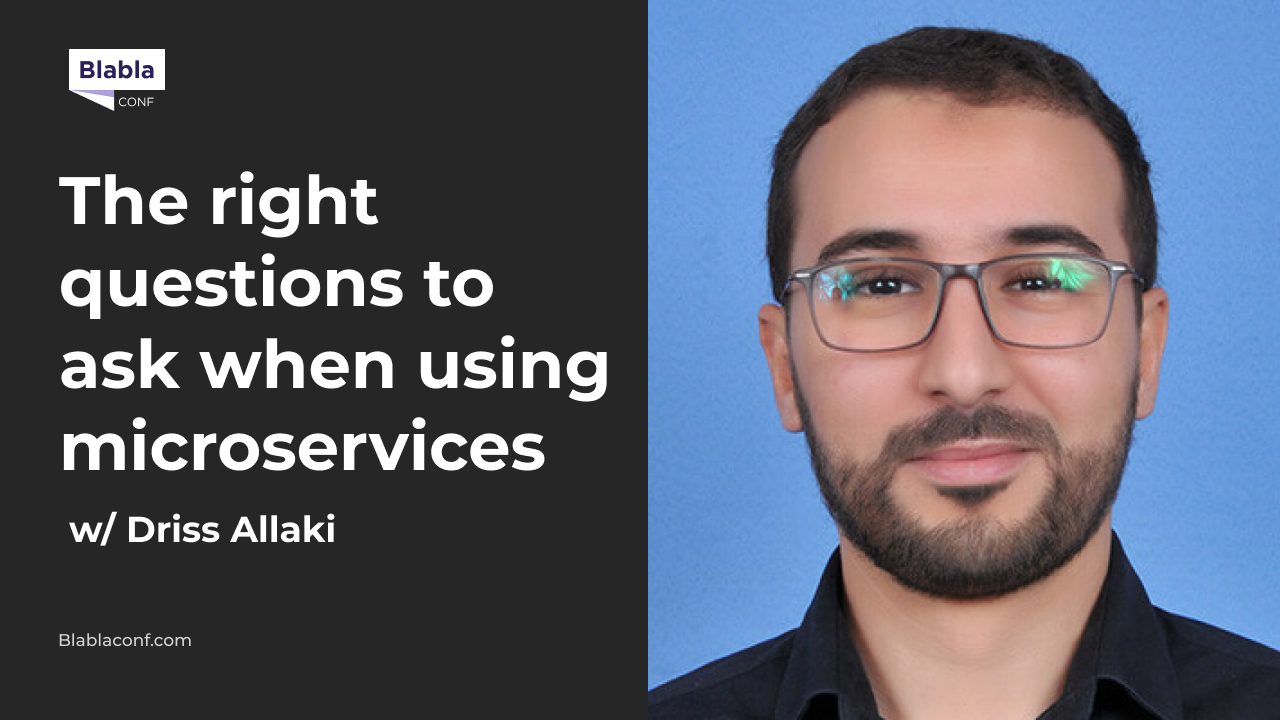 Blabla
CONF
The right
questions to
ask when using
microservices
w/ Driss Allaki
Blablaconf.com